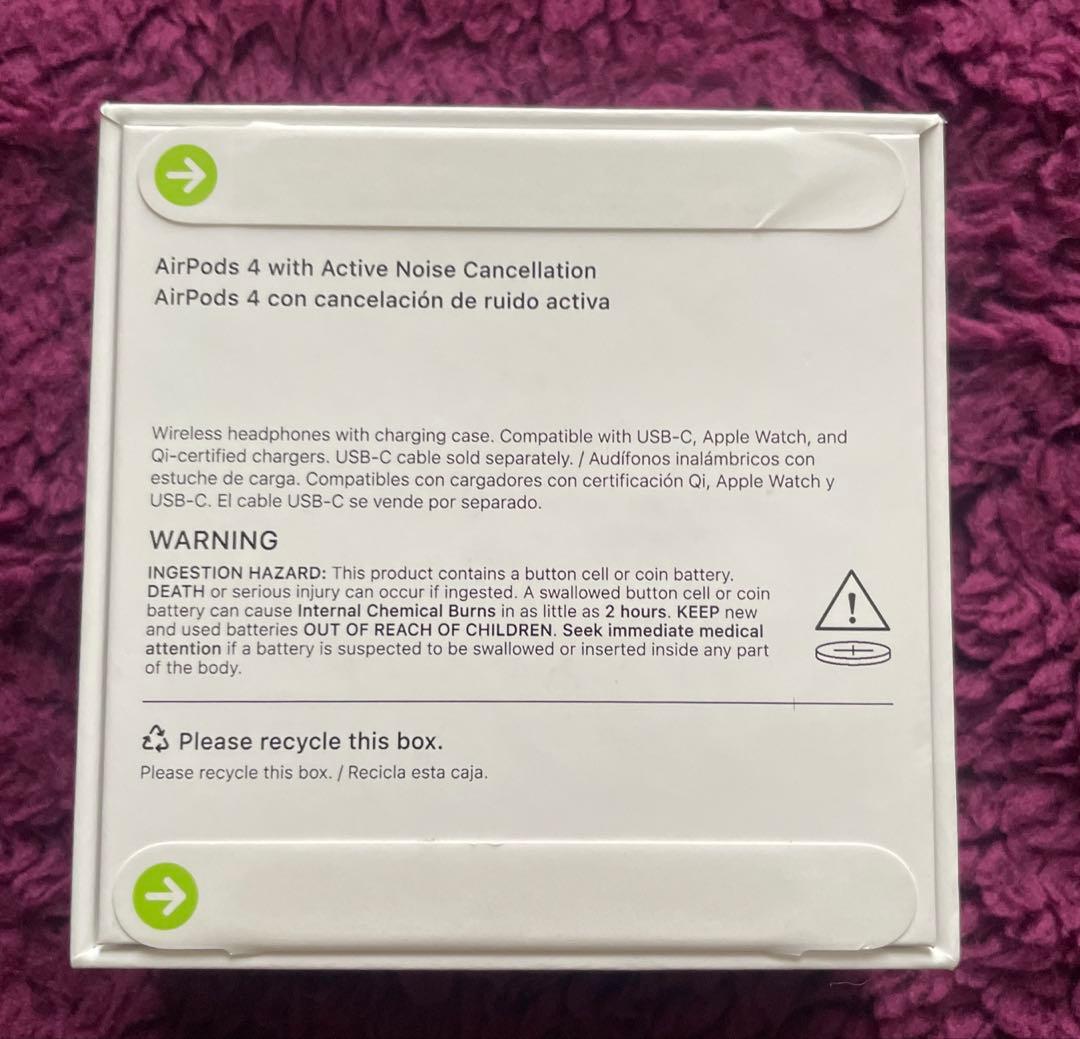 AirPods 4 with Active Noise Cancellation
AirPods 4 con cancelación de ruido activa
Wireless headphones with charging case. Compatible with USB-C, Apple Watch, and
Qi-certified chargers. USB-C cable sold separately. / Audífonos inalámbricos con
estuche de carga. Compatibles con cargadores con certificación Qi, Apple Watch y
USB-C. El cable USB-C se vende por separado.
WARNING
INGESTION HAZARD: This product contains a button cell or coin battery.
DEATH or serious injury can occur if ingested. A swallowed button cell or coin
battery can cause Internal Chemical Burns in as little as 2 hours. KEEP new
and used batteries OUT OF REACH OF CHILDREN. Seek immediate medical
attention if a battery is suspected to be swallowed or inserted inside any part
of the body.
Please recycle this box.
Please recycle this box. / Recicla esta caja.